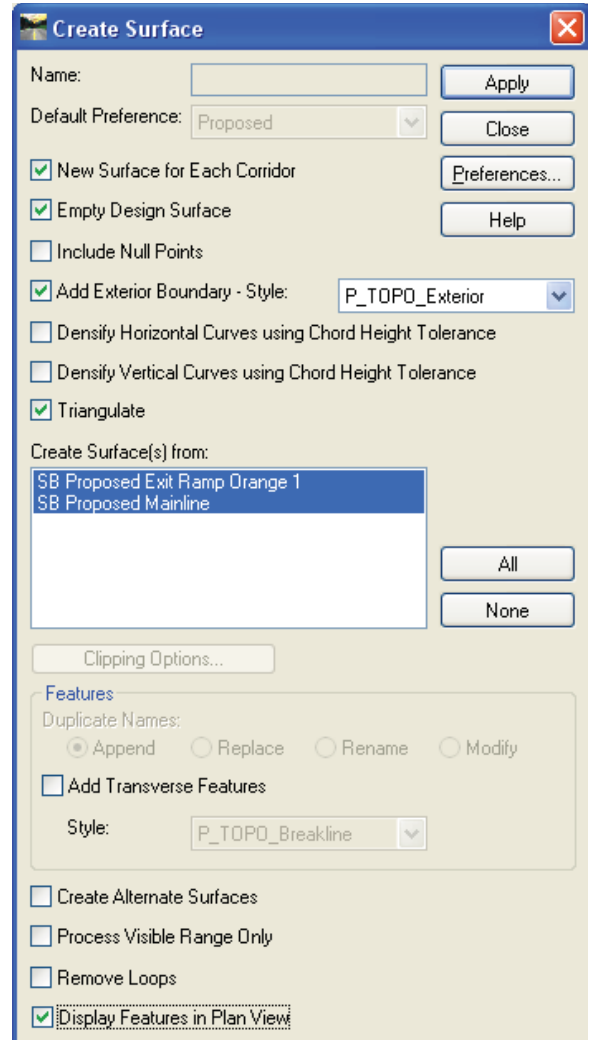 Create Surface
Name:
Apply
Default Preference: Proposed
Close
New Surface for Each Corridor
Preferences...
Empty Design Surface
Help
Include Null Points
Add Exterior Boundary - Style: P_TOPO_Exterior
Densify Horizontal Curves using Chord Height Tolerance
Densify Vertical Curves using Chord Height Tolerance
Triangulate
Create Surface(s) from:
SB Proposed Exit Ramp Orange 1
SB Proposed Mainline
All
None
Clipping Options...
Features
Duplicate Names:
Append Replace Rename Modify
Add Transverse Features
Style: P_TOPO_Breakline
Create Alternate Surfaces
Process Visible Range Only
Remove Loops
Display Features in Plan View